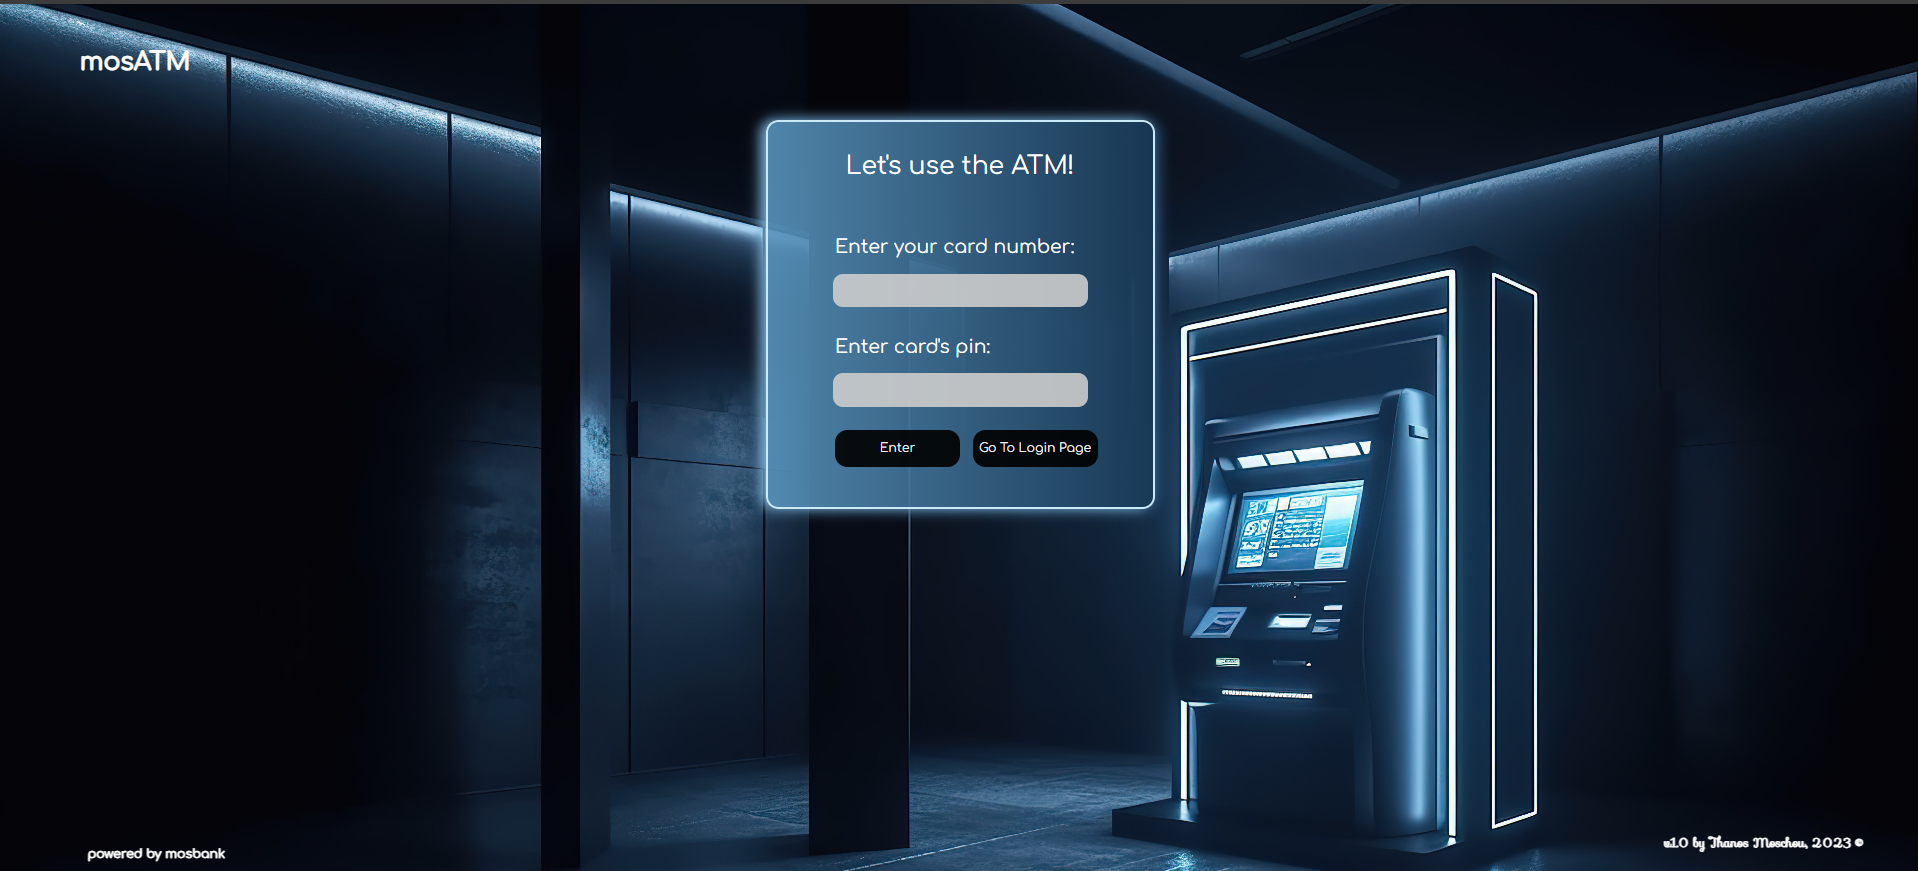 mosATM
Let's use the ATM!
Enter your card number:
Enter card's pin:
Enter
Go To Login Page
powered by mosbank
v1.0 by Thanos Moschou, 2023 ©